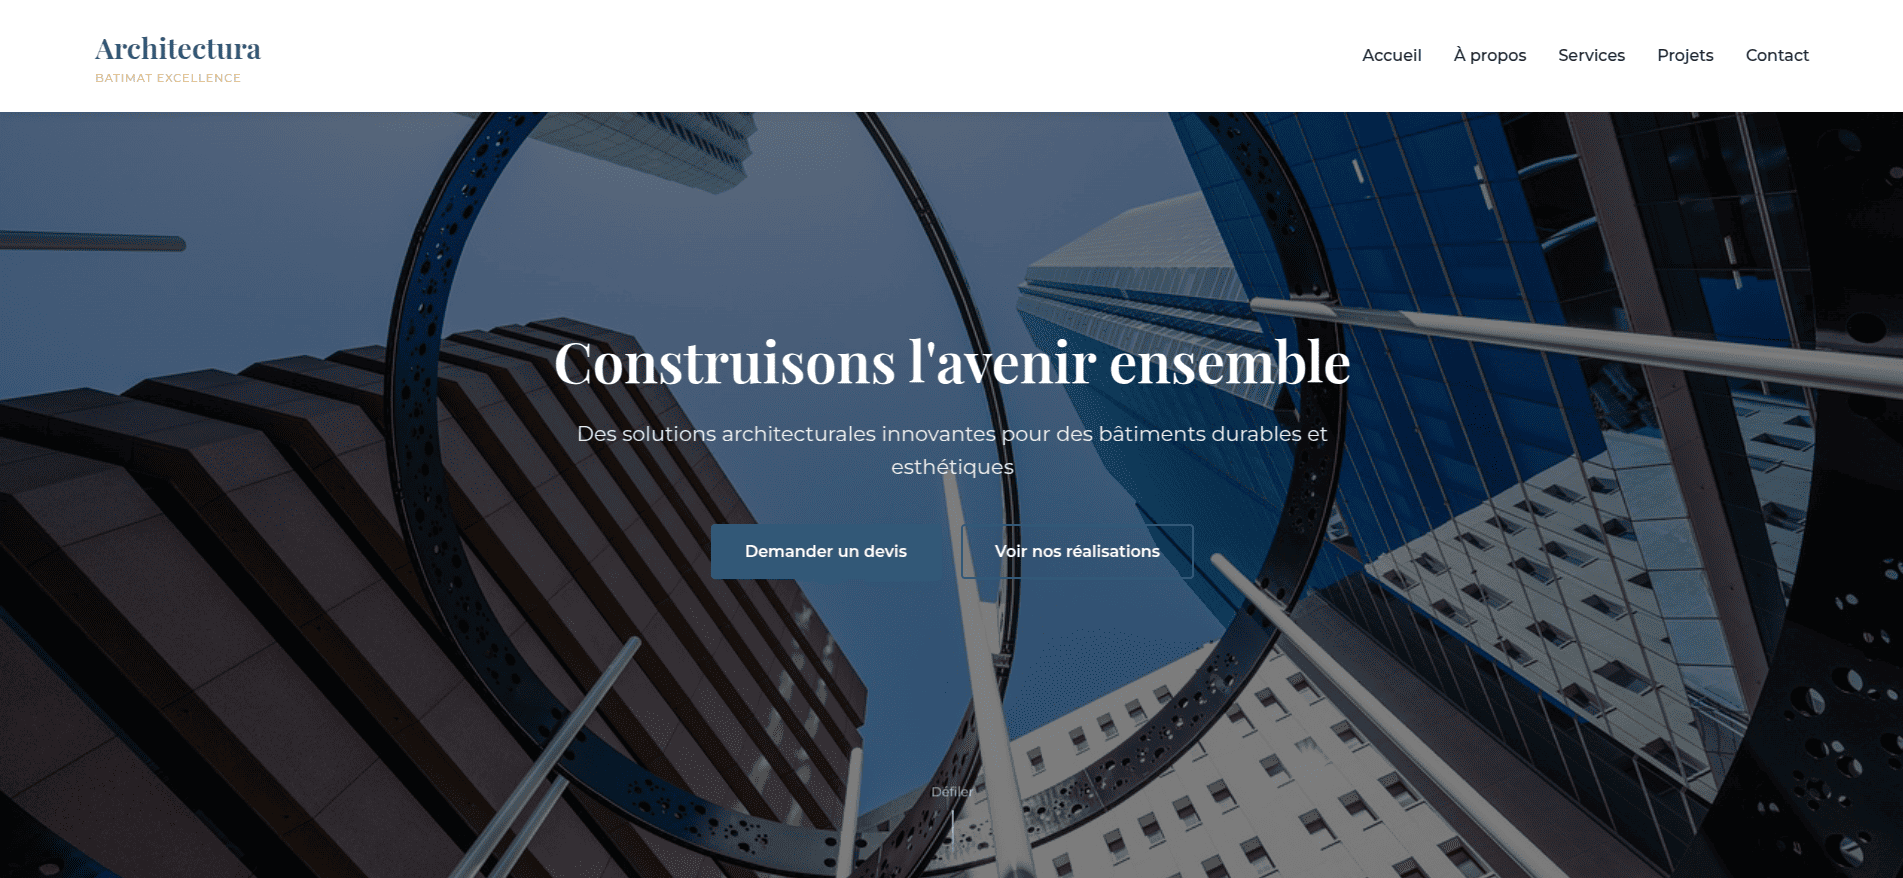 Architectura
BATIMAT EXCELLENCE
Accueil À propos Services Projets Contact
Construisons l'avenir ensemble
Des solutions architecturales innovantes pour des bâtiments durables et
esthétiques
Demander un devis Voir nos réalisations
Défiler